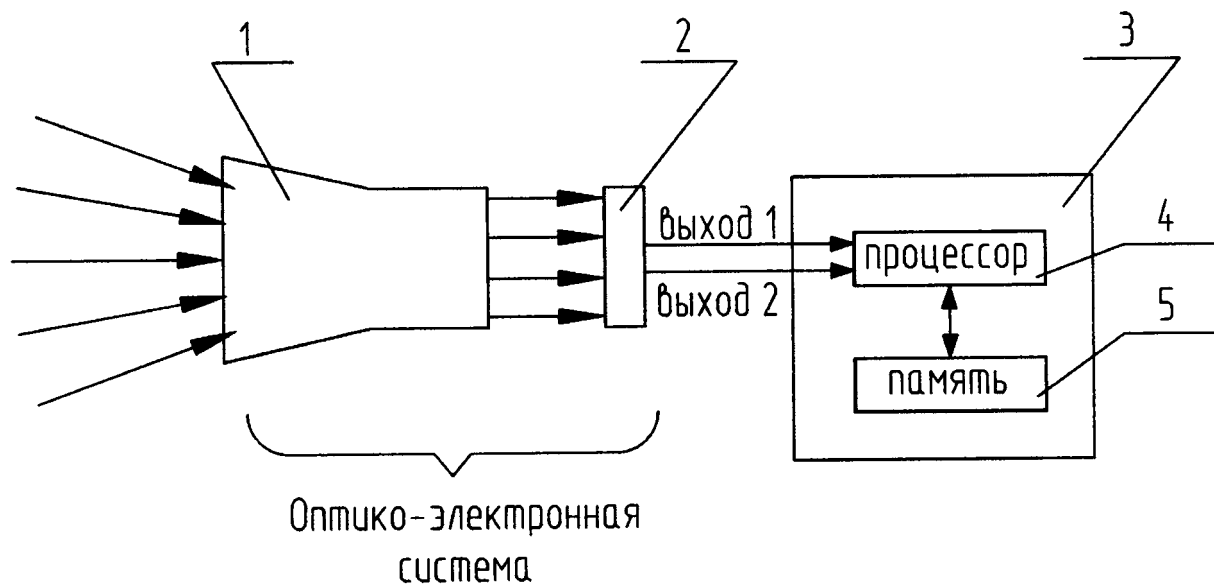 1
2
3
выход 1
процессор
4
выход 2
память
5
Оптико-электронная
система